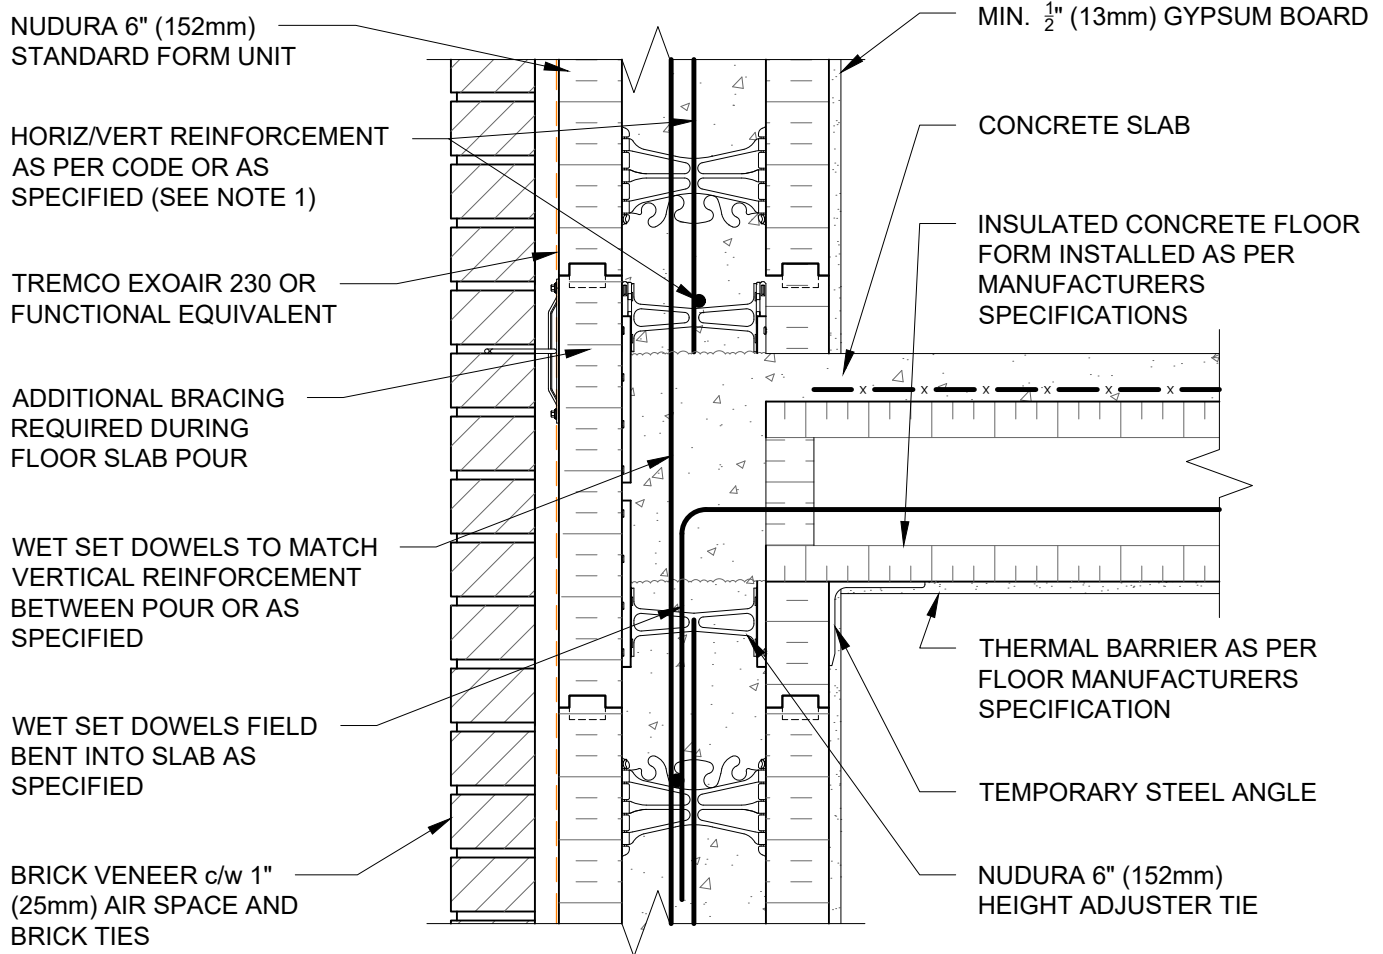 NUDURA 6" (152mm)
STANDARD FORM UNIT
HORIZ/VERT REINFORCEMENT
AS PER CODE OR AS
SPECIFIED (SEE NOTE 1)
TREMCO EXOAIR 230 OR
FUNCTIONAL EQUIVALENT
ADDITIONAL BRACING
REQUIRED DURING
FLOOR SLAB POUR
WET SET DOWELS TO MATCH
VERTICAL REINFORCEMENT
BETWEEN POUR OR AS
SPECIFIED
WET SET DOWELS FIELD
BENT INTO SLAB AS
SPECIFIED
BRICK VENEER c/w 1"
(25mm) AIR SPACE AND
BRICK TIES
MIN. 1/2" (13mm) GYPSUM BOARD
CONCRETE SLAB
INSULATED CONCRETE FLOOR
FORM INSTALLED AS PER
MANUFACTURERS
SPECIFICATIONS
x x x x x x
THERMAL BARRIER AS PER
FLOOR MANUFACTURERS
SPECIFICATION
TEMPORARY STEEL ANGLE
NUDURA 6" (152mm)
HEIGHT ADJUSTER TIE